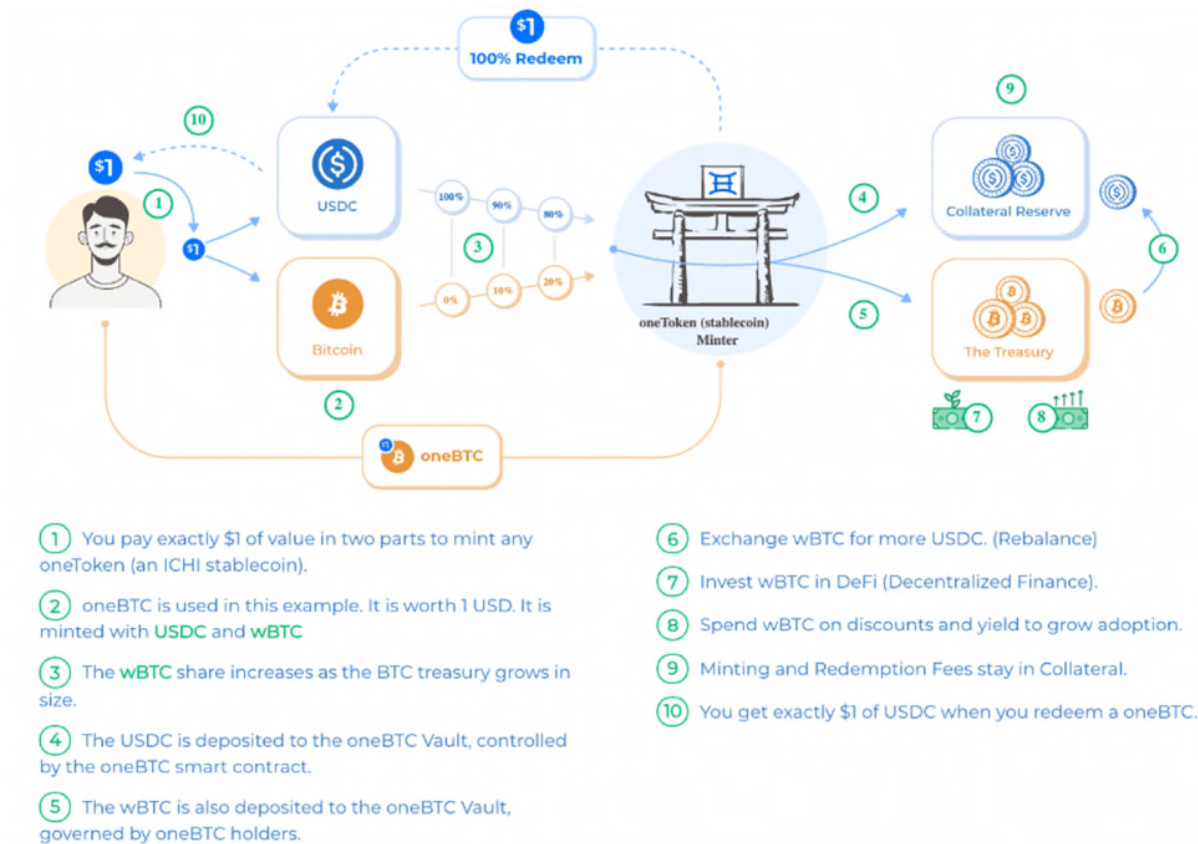 $1
100% Redeem
9
10
$1
1
$1
USDC
100%
90%
80%
3
0%
10%
20%
Bitcoin
2
oneToken (stablecoin)
Minter
4
5
Collateral Reserve
6
The Treasury
7
8
$1
oneBTC
1 You pay exactly $1 of value in two parts to mint any
oneToken (an ICHI stablecoin).
2 oneBTC is used in this example. It is worth 1 USD. It is
minted with USDC and wBTC
3 The wBTC share increases as the BTC treasury grows in
size.
4 The USDC is deposited to the oneBTC Vault, controlled
by the oneBTC smart contract.
5 The wBTC is also deposited to the oneBTC Vault,
governed by oneBTC holders.
6 Exchange wBTC for more USDC. (Rebalance)
7 Invest wBTC in DeFi (Decentralized Finance).
8 Spend wBTC on discounts and yield to grow adoption.
9 Minting and Redemption Fees stay in Collateral.
10 You get exactly $1 of USDC when you redeem a oneBTC.